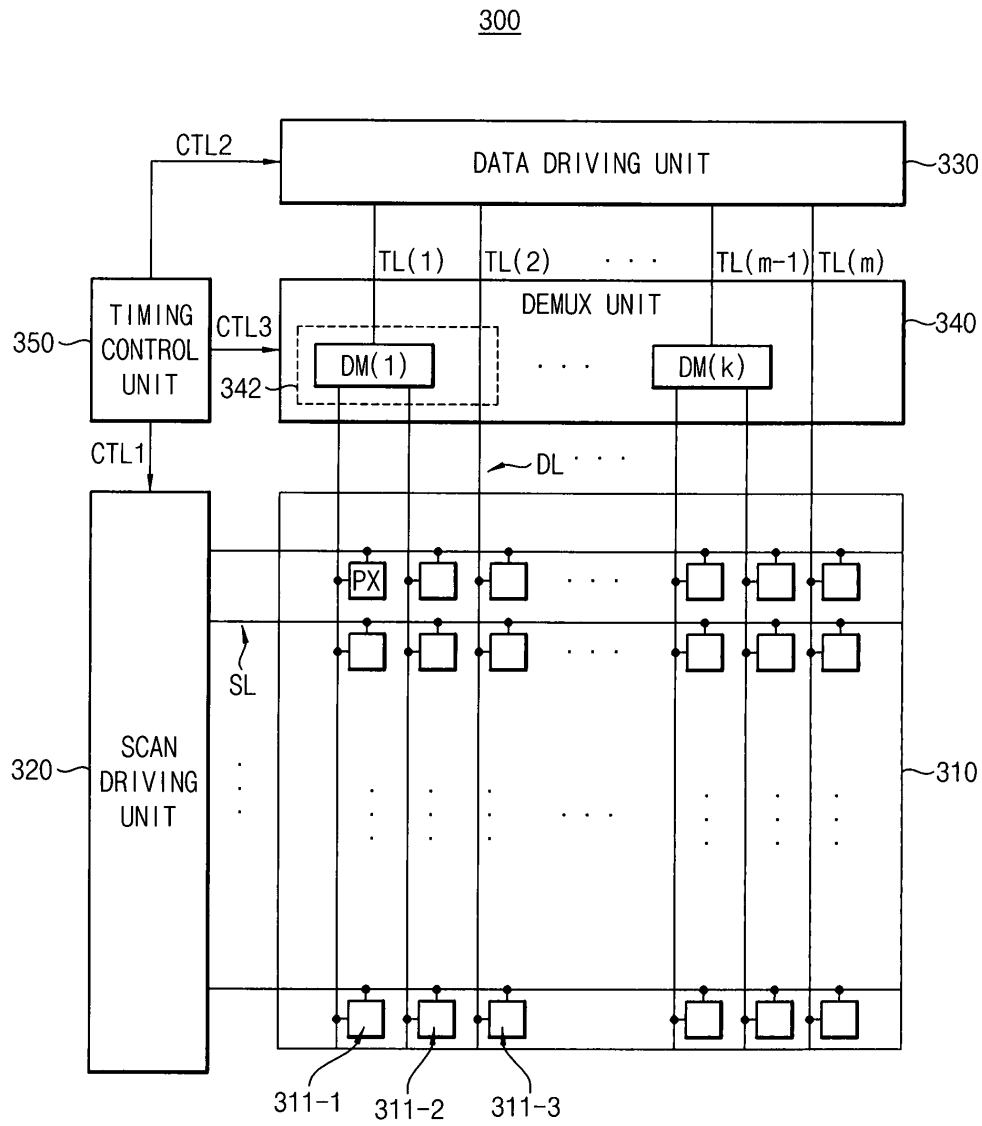 300
CTL2
DATA DRIVING UNIT
330
TL(1)
TL(2)
. . .
TL(m-1)
TL(m)
TIMING
CONTROL
UNIT
350
CTL3
DEMUX UNIT
340
DM(1)
. . .
DM(k)
342
CTL1
DL
. . .
PX
. . .
SL
. . .
SCAN
DRIVING
UNIT
320
310
. . .
311-1
311-2
311-3